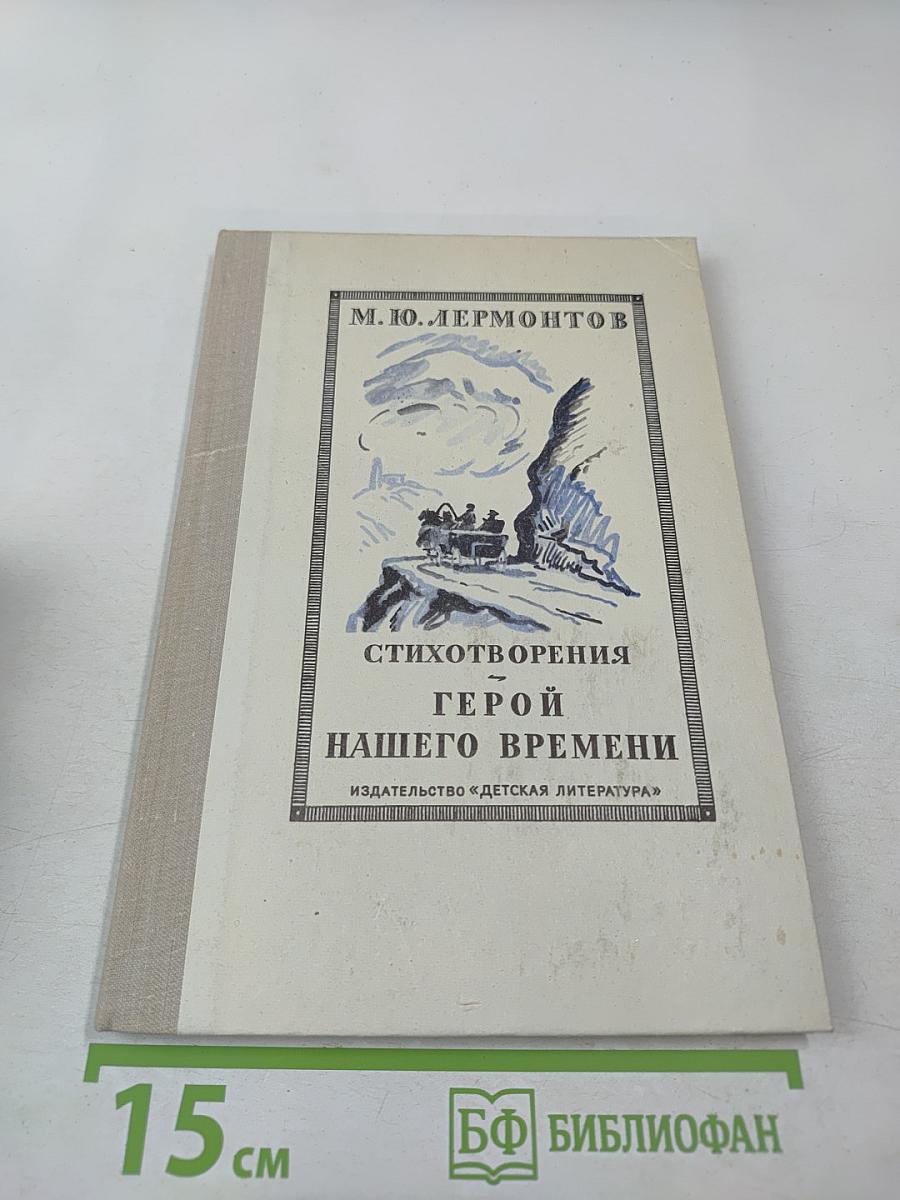 М. Ю. ЛЕРМОНТОВ
СТИХОТВОРЕНИЯ
ГЕРОЙ
НАШЕГО ВРЕМЕНИ
ИЗДАТЕЛЬСТВО «ДЕТСКАЯ ЛИТЕРАТУРА»
15 см
БФ БИБЛИОФАН